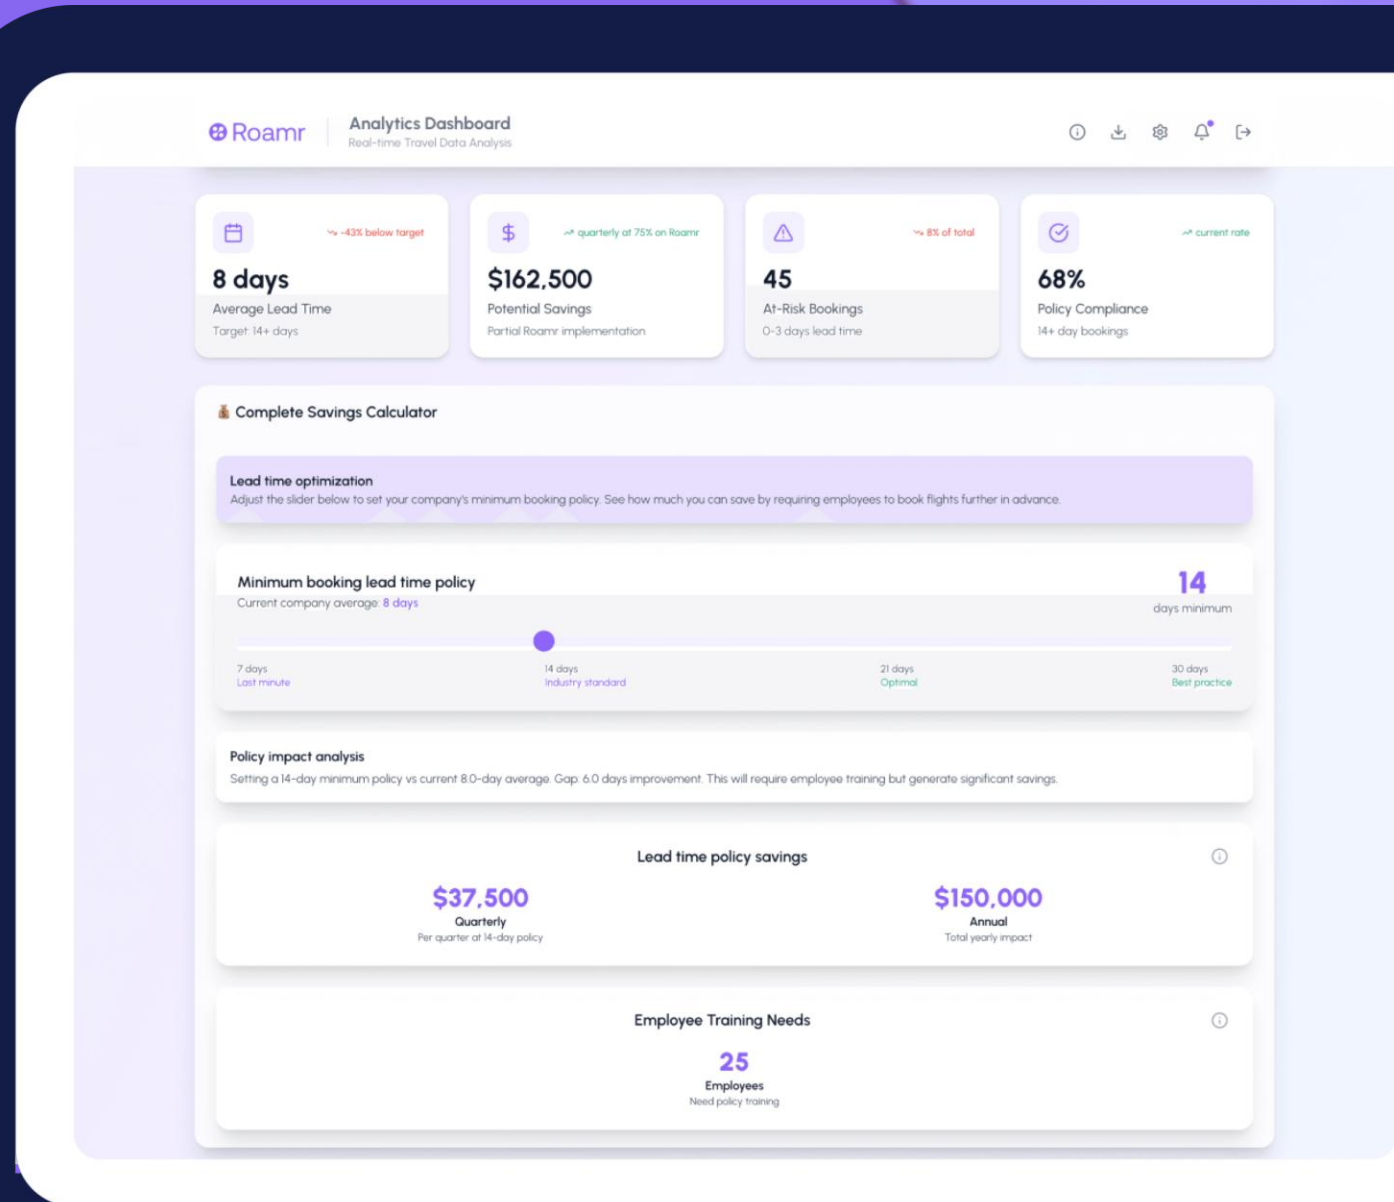 Roamr
Analytics Dashboard
Real-time Travel Data Analysis
-43% below target
8 days
Average Lead Time
Target: 14+ days
quarterly at 75% on Roamr
$162,500
Potential Savings
Partial Roamr implementation
8% of total
45
At-Risk Bookings
0-3 days lead time
current rate
68%
Policy Compliance
14+ day bookings
Complete Savings Calculator
Lead time optimization
Adjust the slider below to set your company's minimum booking policy. See how much you can save by requiring employees to book flights further in advance.
Minimum booking lead time policy
Current company average: 8 days
14
days minimum
7 days
Last minute
14 days
Industry standard
21 days
Optimal
30 days
Best practice
Policy impact analysis
Setting a 14-day minimum policy vs current 8.0-day average. Gap: 6.0 days improvement. This will require employee training but generate significant savings.
Lead time policy savings
$37,500
Quarterly
Per quarter at 14-day policy
$150,000
Annual
Total yearly impact
Employee Training Needs
25
Employees
Need policy training